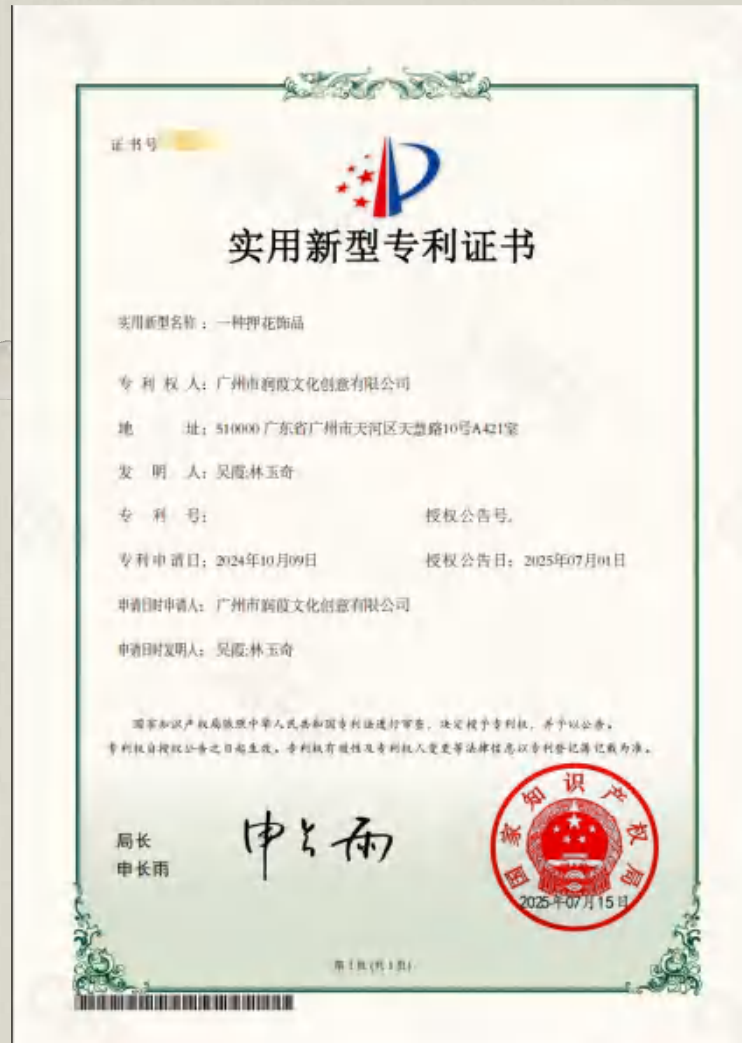 证书号
实用新型专利证书
实用新型名称：一种押花饰品
专利权人：广州市润霞文化创意有限公司
地址：510000 广东省广州市天河区天慧路10号A421室
发明人：吴霞;林玉奇
专利号： 授权公告号：
专利申请日：2024年10月09日 授权公告日：2025年07月01日
申请日时申请人：广州市润霞文化创意有限公司
申请日时发明人：吴霞;林玉奇
国家知识产权局依照中华人民共和国专利法进行审查，决定授予专利权，并予以公告。
专利权自授权公告之日起生效。专利权有效性及专利权人变更等法律信息以专利登记簿记载为准。
局长
申长雨
申长雨
国家知识产权局
2025年07月15日
第1页(共1页)